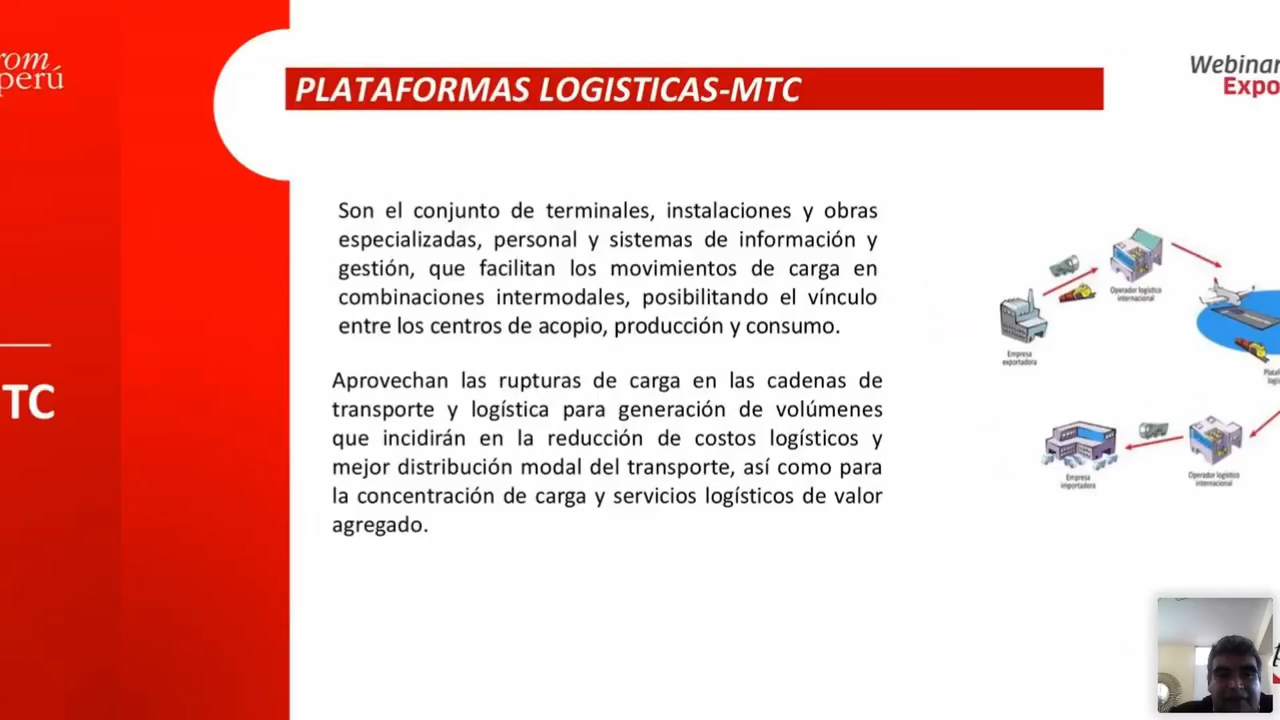 rom
perú
PLATAFORMAS LOGISTICAS-MTC
Webinar
Expo
Son el conjunto de terminales, instalaciones y obras
especializadas, personal y sistemas de información y
gestión, que facilitan los movimientos de carga en
combinaciones intermodales, posibilitando el vínculo
entre los centros de acopio, producción y consumo.
Aprovechan las rupturas de carga en las cadenas de
transporte y logística para generación de volúmenes
que incidirán en la reducción de costos logísticos y
mejor distribución modal del transporte, así como para
la concentración de carga y servicios logísticos de valor
agregado.
TC
Operador logístico
internacional
Empresa
exportadora
Plataf
logís
Empresa
importadora
Operador logístico
internacional